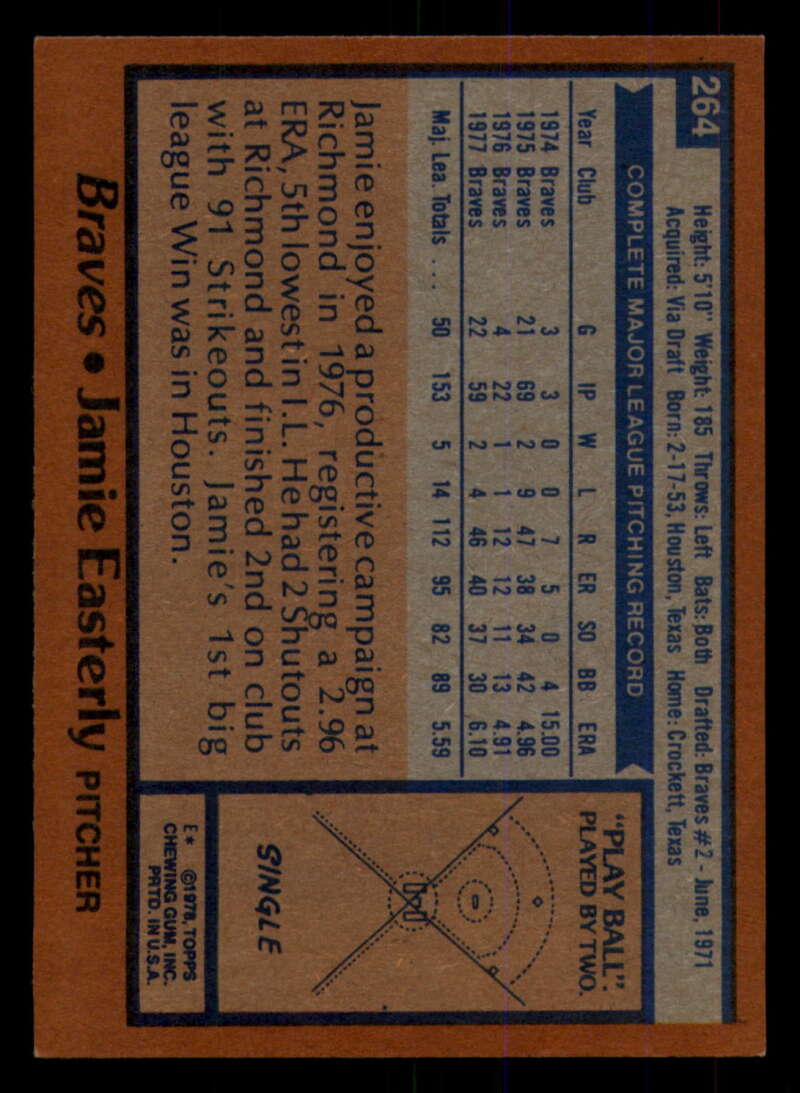 264
Height: 5'10" Weight: 185 Throws: Left Bats: Both Drafted: Braves #2 - June, 1971
Acquired: Via Draft Born: 2-17-53, Houston, Texas Home: Crockett, Texas
COMPLETE MAJOR LEAGUE PITCHING RECORD
Year Club G IP W L R ER SO BB ERA
1974 Braves 3 3 0 0 7 5 0 4 15.00
1975 Braves 21 69 2 9 47 38 34 42 4.96
1976 Braves 4 22 1 1 12 12 11 13 4.91
1977 Braves 22 59 2 4 46 40 37 30 6.10
Maj. Lea. Totals ... 50 153 5 14 112 95 82 89 5.59
Jamie enjoyed a productive campaign at
Richmond in 1976, registering a 2.96
ERA, 5th lowest in I.L. He had 2 Shutouts
at Richmond and finished 2nd on club
with 91 Strikeouts. Jamie's 1st big
league Win was in Houston.
"PLAY BALL":
PLAYED BY TWO.
SINGLE
E* ©1978, TOPPS
CHEWING GUM, INC.
PRTD. IN U.S.A.
Braves • Jamie Easterly PITCHER